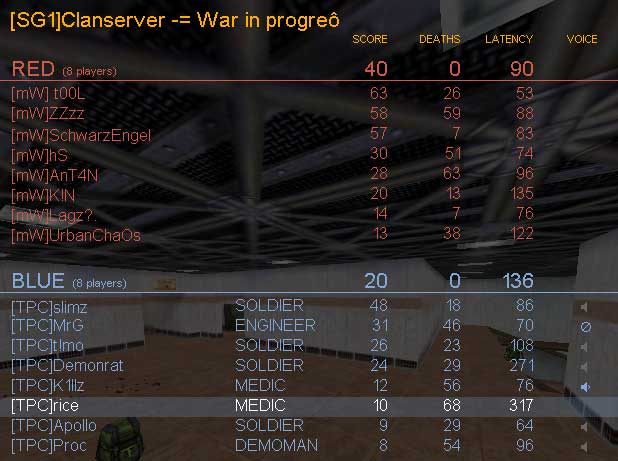 [SG1]Clanserver -= War in progreô
SCORE DEATHS LATENCY VOICE
RED (8 players) 40 0 90
[mW] t00L 63 26 53
[mW]ZZzz 58 59 88
[mW]SchwarzEngel 57 7 83
[mW]hS 30 51 74
[mW]AnT4N 28 63 96
[mW]K!N 20 13 135
[mW]Lagz?. 14 7 76
[mW]UrbanChaOs 13 38 122
BLUE (8 players) 20 0 136
[TPC]slimz SOLDIER 48 18 86
[TPC]MrG ENGINEER 31 46 70
[TPC]t!mo SOLDIER 26 23 108
[TPC]Demonrat SOLDIER 24 29 271
[TPC]K1llz MEDIC 12 56 76
[TPC]rice MEDIC 10 68 317
[TPC]Apollo SOLDIER 9 29 64
[TPC]Proc DEMOMAN 8 54 96